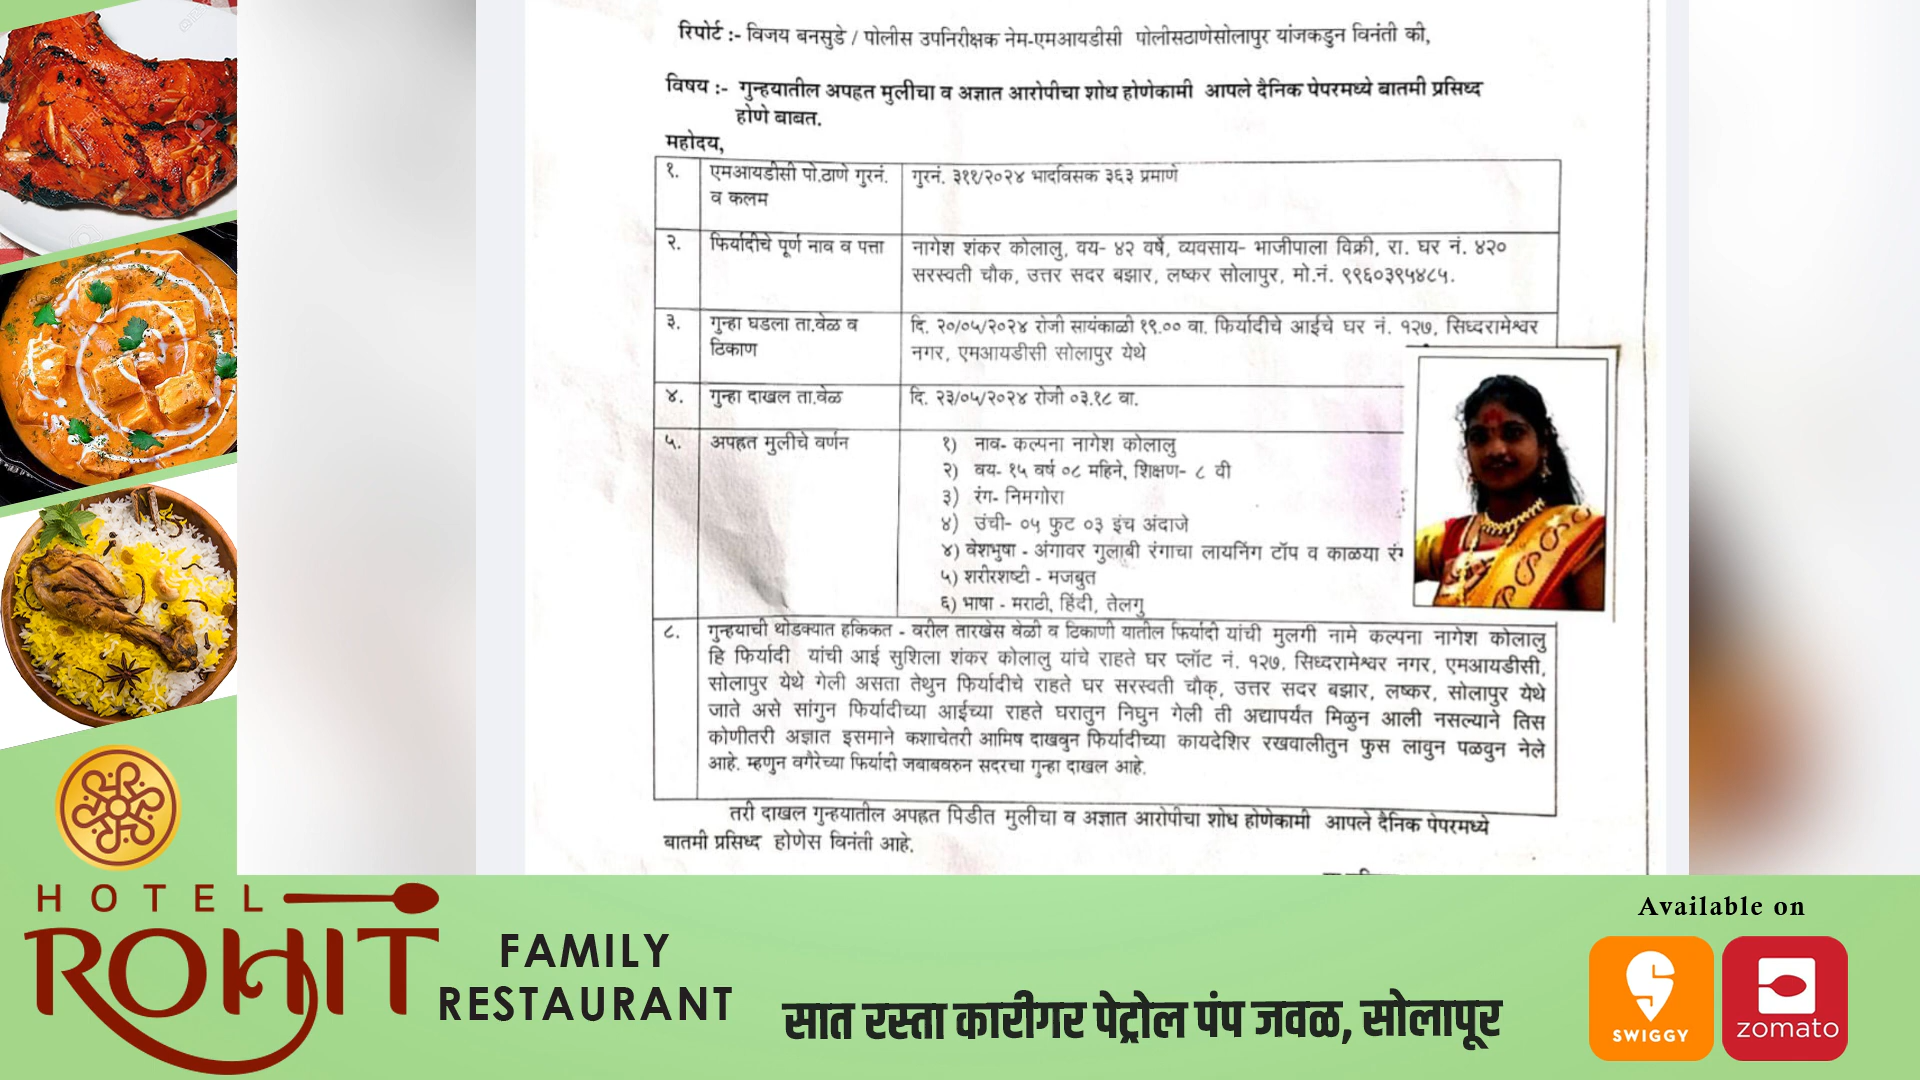 रिपोर्ट :- विजय बनसुडे / पोलीस उपनिरीक्षक नेम-एमआयडीसी पोलीसठाणेसोलापुर यांजकडुन विनंती की,
विषय :- गुन्हयातील अपहृत मुलीचा व अज्ञात आरोपीचा शोध होणेकामी आपले दैनिक पेपरमध्ये बातमी प्रसिध्द
होणे बाबत.
महोदय,
१. एमआयडीसी पो.ठाणे गुरनं. गुरनं. ३११/२०२४ भादविसक ३६३ प्रमाणे
व कलम
२. फिर्यादीचे पूर्ण नाव व पत्ता नागेश शंकर कोलालु, वय- ४२ वर्षे, व्यवसाय- भाजीपाला विक्री, रा. घर नं. ४२०
सरस्वती चौक, उत्तर सदर बझार, लष्कर सोलापुर, मो.नं. ९९६०३९५४८५.
३. गुन्हा घडला ता.वेळ व दि. २०/०५/२०२४ रोजी सायंकाळी १९.०० वा. फिर्यादीचे आईचे घर नं. १२७, सिध्दरामेश्वर
ठिकाण नगर, एमआयडीसी सोलापुर येथे
४. गुन्हा दाखल ता.वेळ दि. २३/०५/२०२४ रोजी ०३.१८ वा.
५. अपहृत मुलीचे वर्णन १) नाव- कल्पना नागेश कोलालु
२) वय- १५ वर्ष ०८ महिने, शिक्षण- ८ वी
३) रंग- निमगोरा
४) उंची- ०५ फुट ०३ इंच अंदाजे
४) वेशभुषा - अंगावर गुलाबी रंगाचा लायनिंग टॉप व काळया
५) शरीरशष्टी - मजबुत
६) भाषा - मराठी, हिंदी, तेलगु
८. गुन्हयाची थोडक्यात हकिकत - वरील तारखेस वेळी व ठिकाणी यातील फिर्यादी यांची मुलगी नामे कल्पना नागेश कोलालु
हि फिर्यादी यांची आई सुशिला शंकर कोलालु यांचे राहते घर प्लॉट नं. १२७, सिध्दरामेश्वर नगर, एमआयडीसी,
सोलापुर येथे गेली असता तेथुन फिर्यादीचे राहते घर सरस्वती चौक, उत्तर सदर बझार, लष्कर, सोलापुर येथे
जाते असे सांगुन फिर्यादीच्या आईच्या राहते घरातुन निघुन गेली ती अद्यापर्यंत मिळुन आली नसल्याने तिस
कोणीतरी अज्ञात इसमाने कशाचेतरी आमिष दाखवुन फिर्यादीच्या कायदेशिर रखवालीतुन फुस लावुन पळवुन नेले
आहे. म्हणुन वगैरेच्या फिर्यादी जबाबवरुन सदरचा गुन्हा दाखल आहे.
तरी दाखल गुन्हयातील अपहृत पिडीत मुलीचा व अज्ञात आरोपीचा शोध होणेकामी आपले दैनिक पेपरमध्ये
बातमी प्रसिध्द होणेस विनंती आहे.
HOTEL
ROHIT
FAMILY
RESTAURANT
सात रस्ता कारीगर पेट्रोल पंप जवळ, सोलापूर
Available on
SWIGGY
zomato